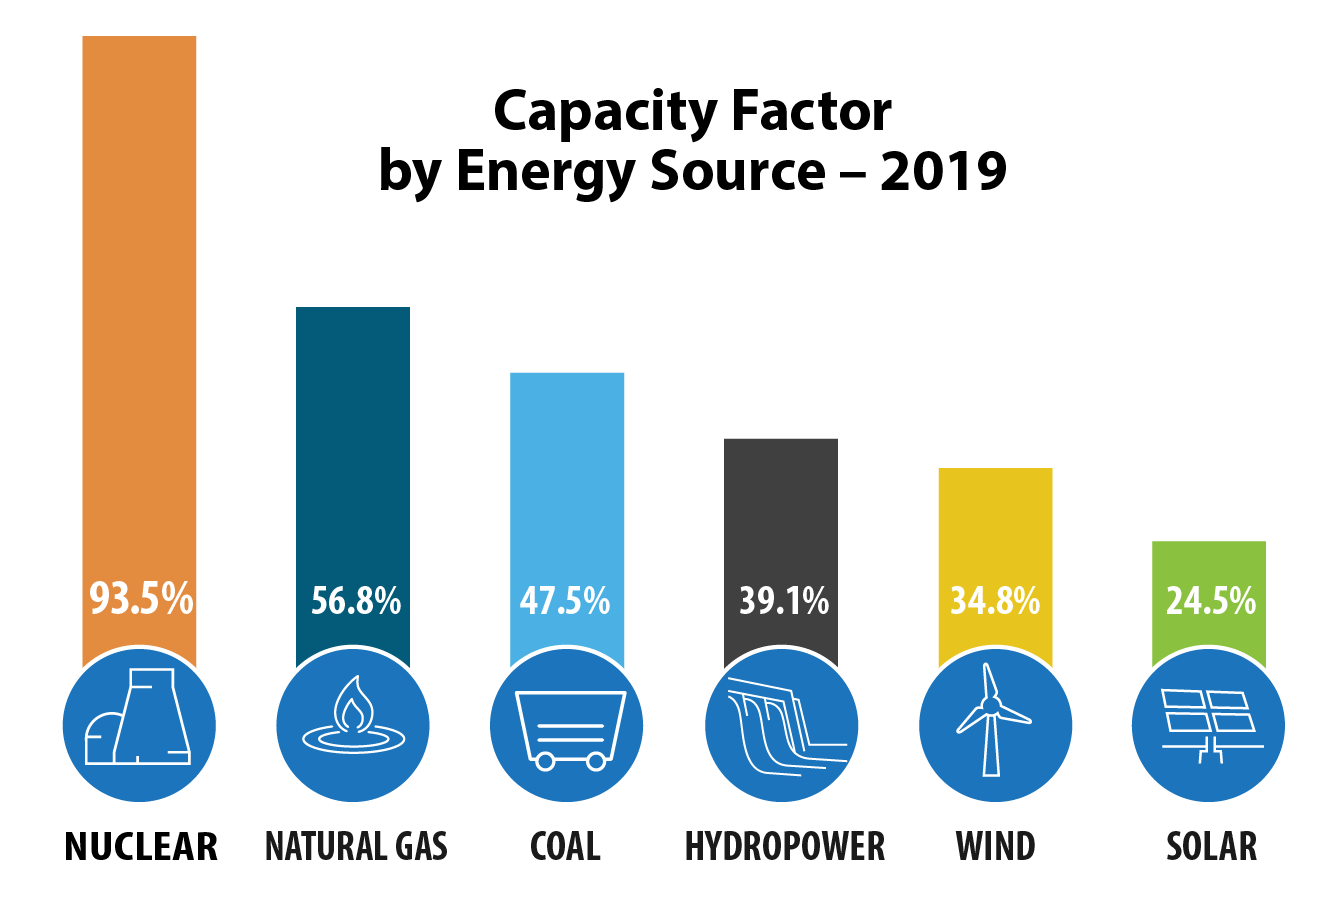 Capacity Factor
by Energy Source – 2019
93.5%
56.8%
47.5%
39.1%
34.8%
24.5%
NUCLEAR
NATURAL GAS
COAL
HYDROPOWER
WIND
SOLAR